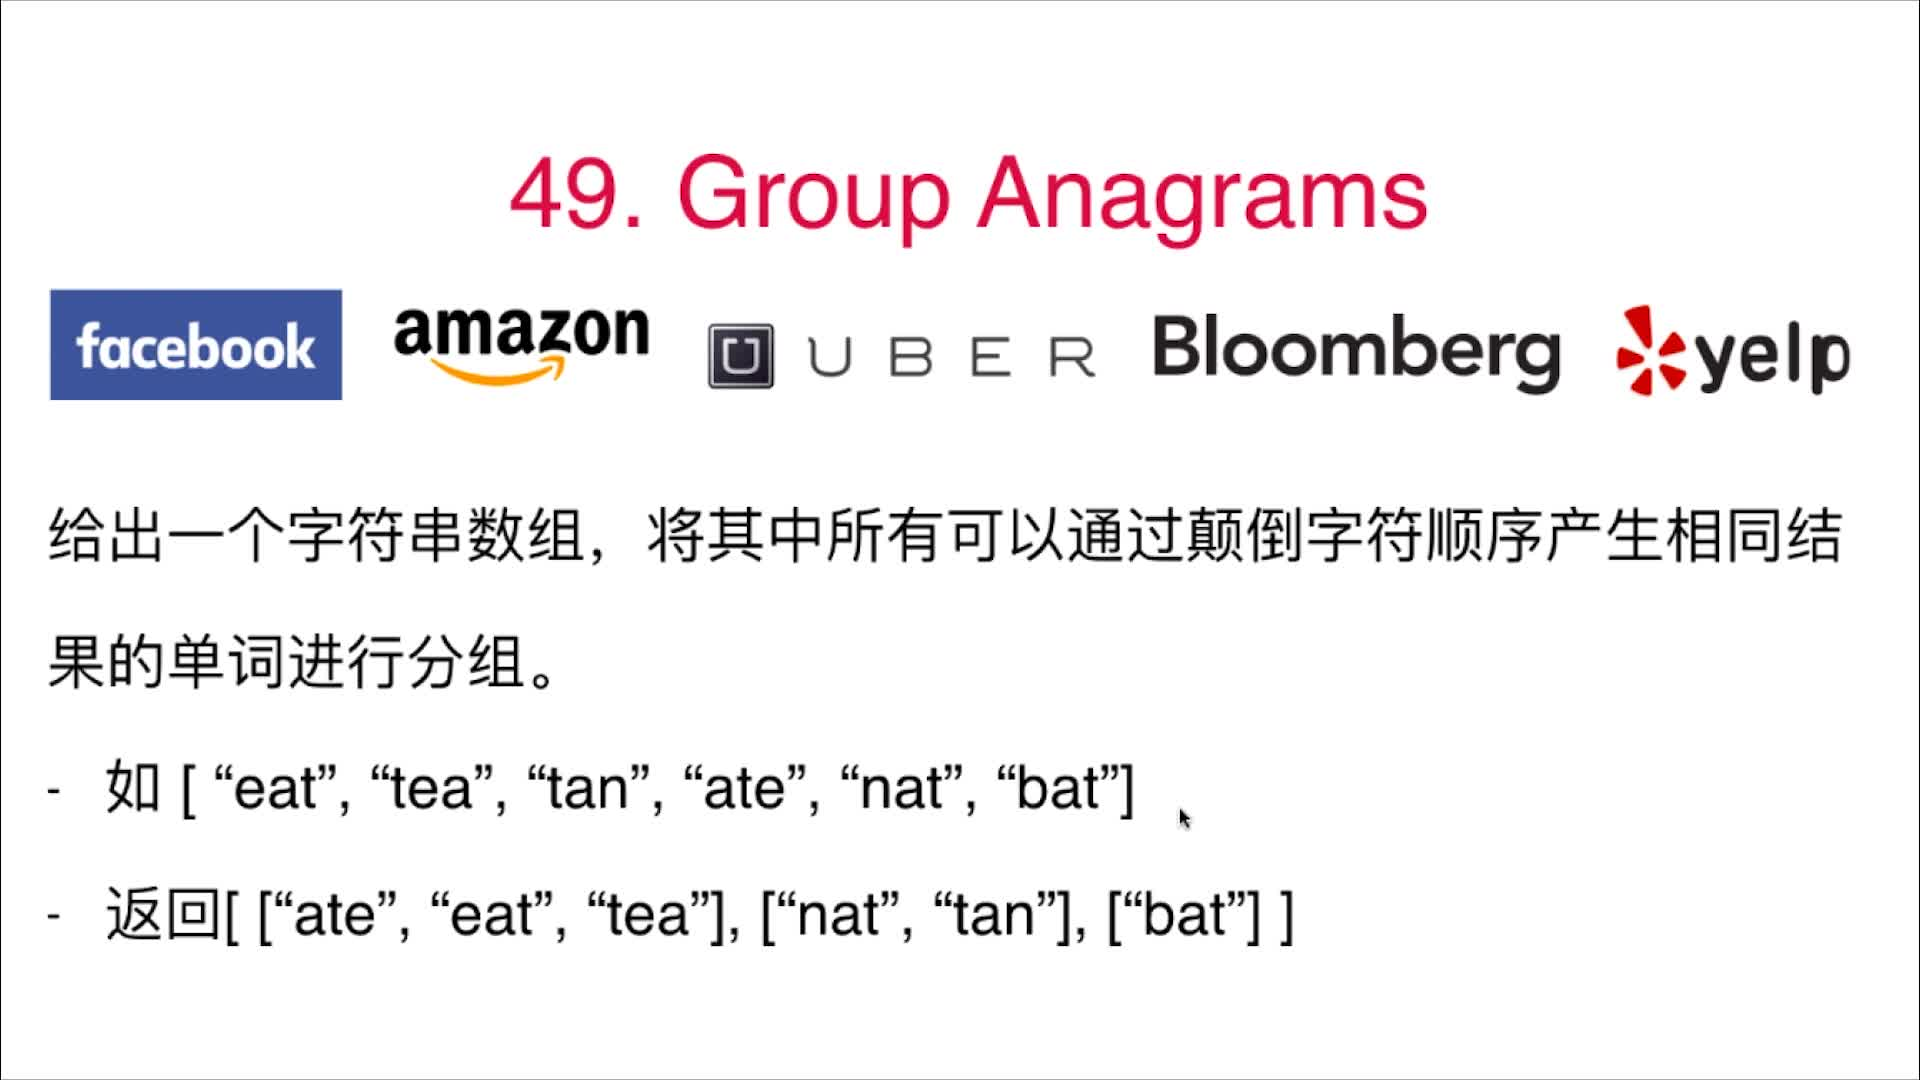 49. Group Anagrams
facebook amazon UBER Bloomberg yelp
给出一个字符串数组，将其中所有可以通过颠倒字符顺序产生相同结
果的单词进行分组。
- 如 [ “eat”, “tea”, “tan”, “ate”, “nat”, “bat”]
- 返回[ [“ate”, “eat”, “tea”], [“nat”, “tan”], [“bat”] ]